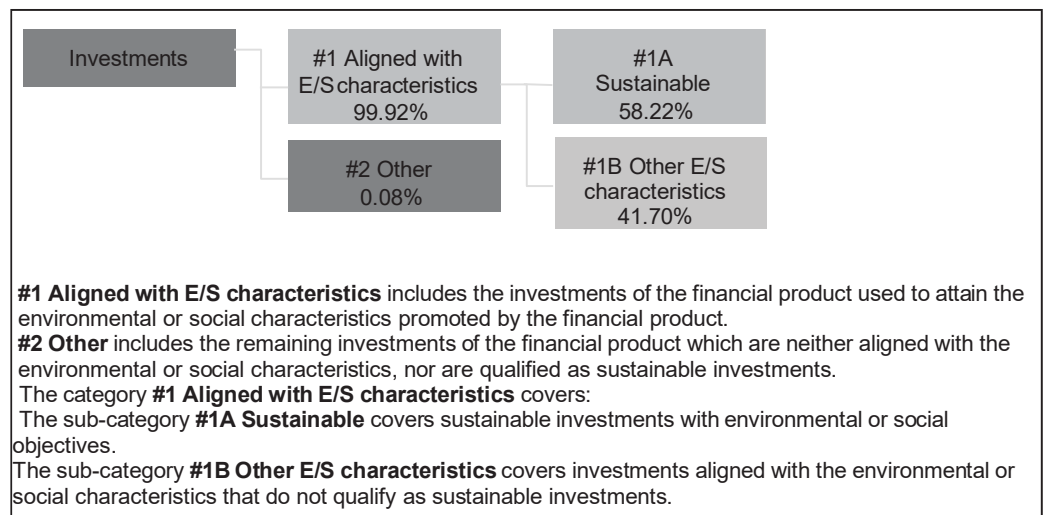 Investments
#1 Aligned with
E/S characteristics
99.92%
#1A
Sustainable
58.22%
#2 Other
0.08%
#1B Other E/S
characteristics
41.70%
#1 Aligned with E/S characteristics includes the investments of the financial product used to attain the
environmental or social characteristics promoted by the financial product.
#2 Other includes the remaining investments of the financial product which are neither aligned with the
environmental or social characteristics, nor are qualified as sustainable investments.
The category #1 Aligned with E/S characteristics covers:
The sub-category #1A Sustainable covers sustainable investments with environmental or social
objectives.
The sub-category #1B Other E/S characteristics covers investments aligned with the environmental or
social characteristics that do not qualify as sustainable investments.